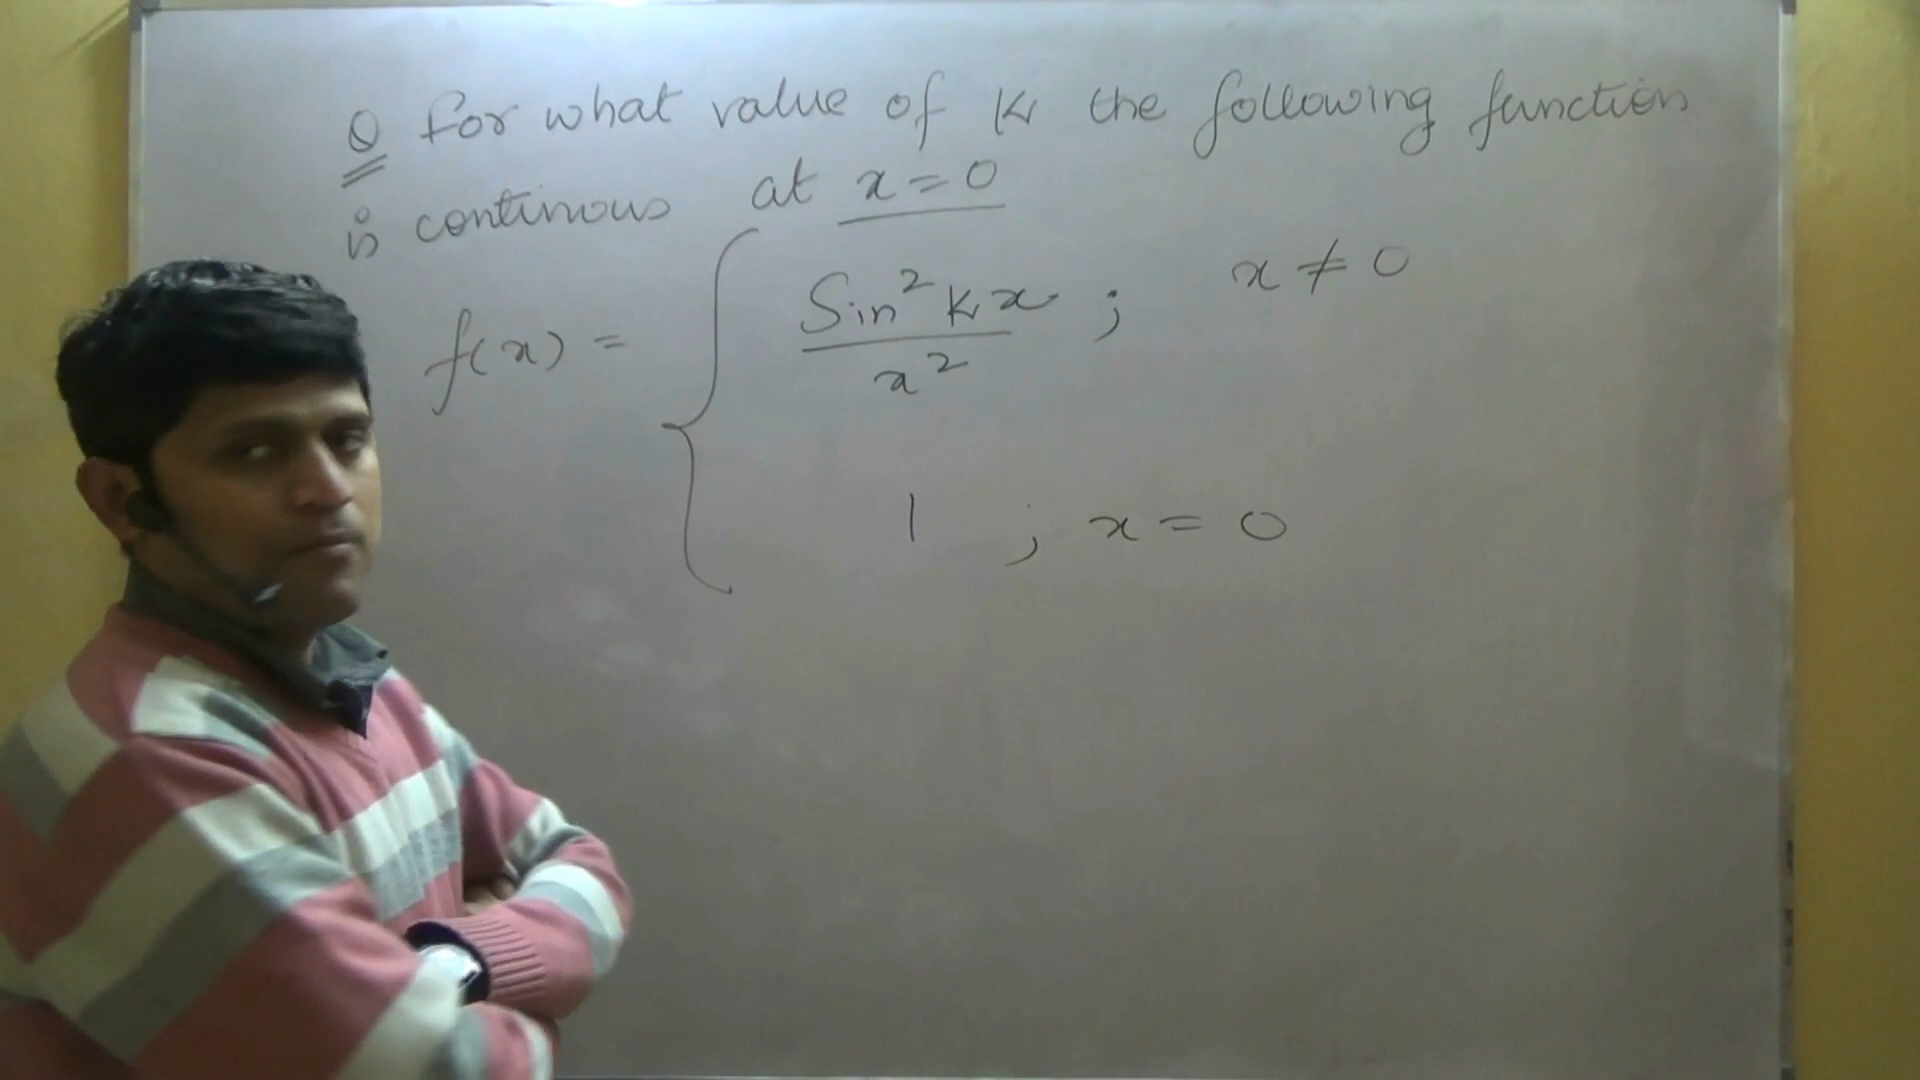 Q for what value of K the following function
is continous at x = 0
f(x) = { Sin² kx / x² ; x ≠ 0
1 ; x = 0